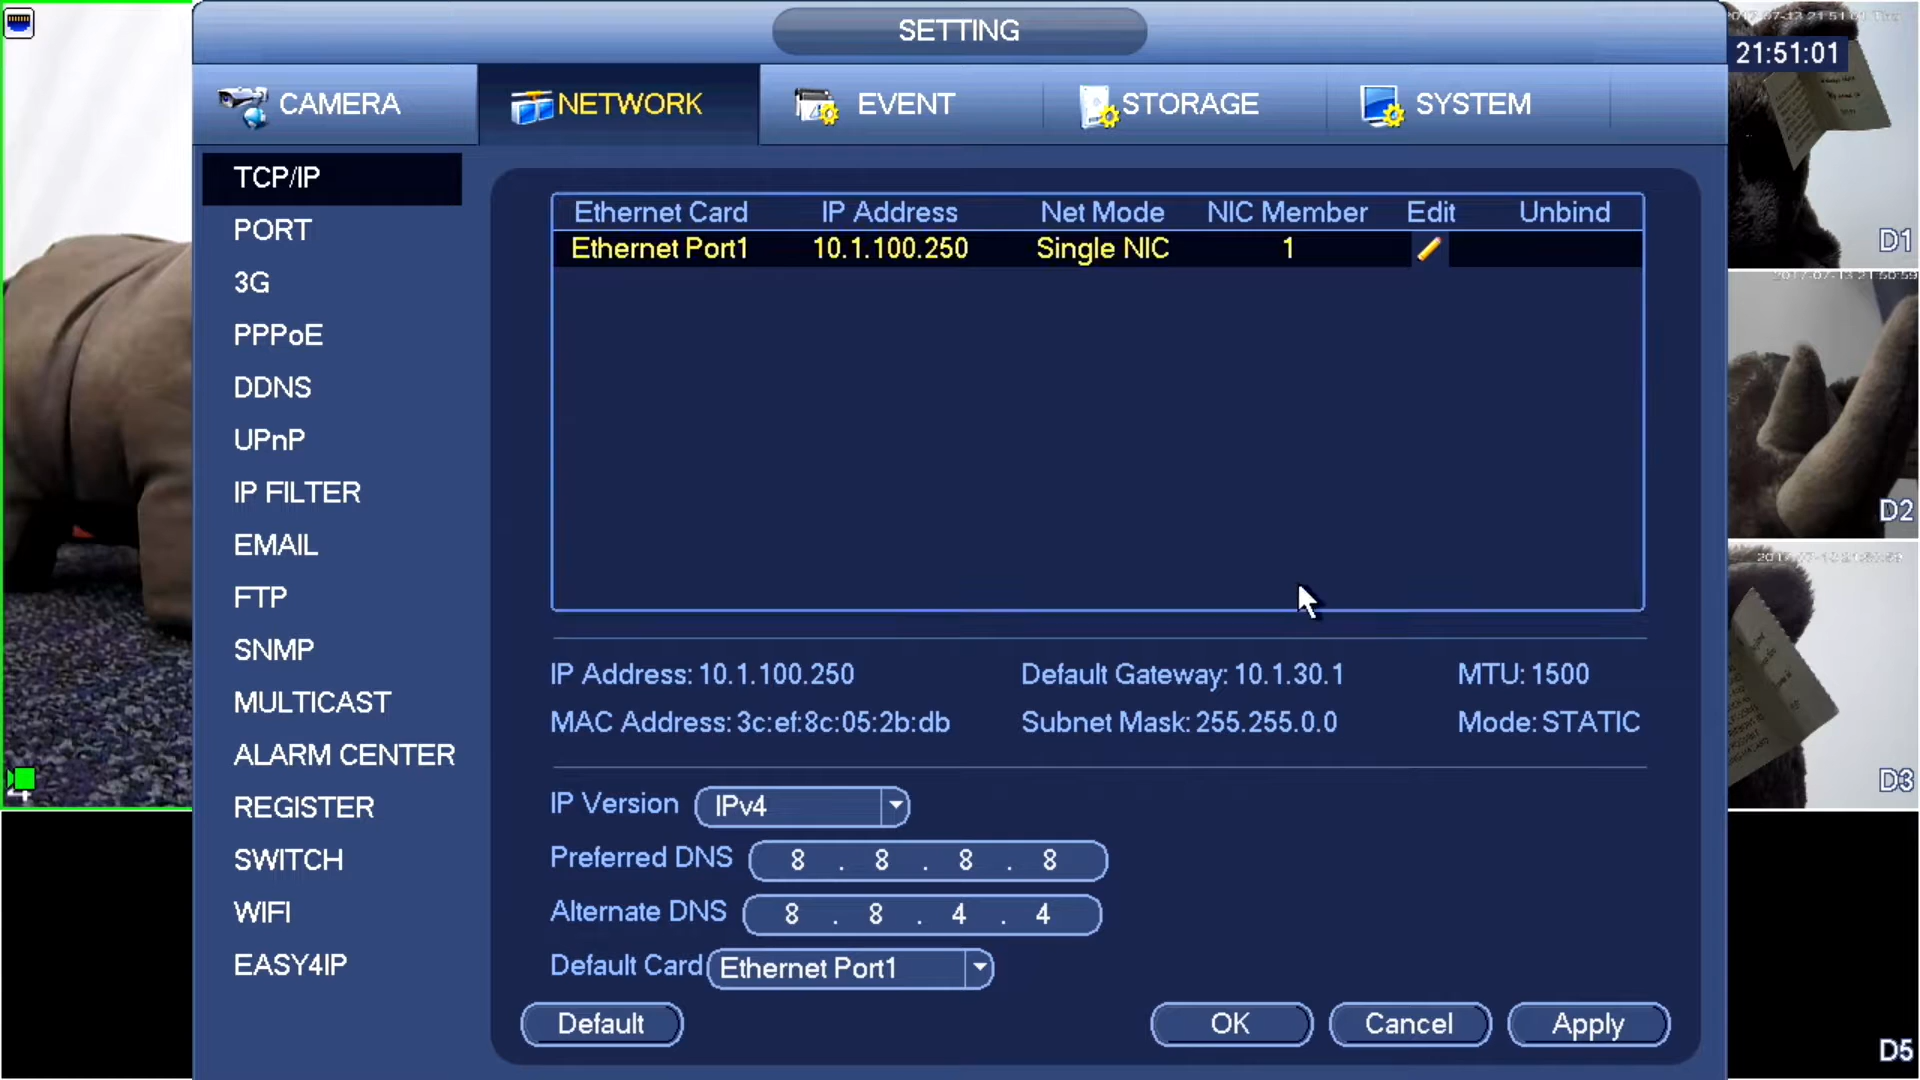 SETTING
21:51:01
CAMERA
NETWORK
EVENT
STORAGE
SYSTEM
TCP/IP
PORT
3G
PPPoE
DDNS
UPnP
IP FILTER
EMAIL
FTP
SNMP
MULTICAST
ALARM CENTER
REGISTER
SWITCH
WIFI
EASY4IP
Ethernet Card IP Address Net Mode NIC Member Edit Unbind
Ethernet Port1 10.1.100.250 Single NIC 1
IP Address: 10.1.100.250 Default Gateway: 10.1.30.1 MTU: 1500
MAC Address: 3c:ef:8c:05:2b:db Subnet Mask: 255.255.0.0 Mode: STATIC
IP Version IPv4
Preferred DNS 8 . 8 . 8 . 8
Alternate DNS 8 . 8 . 4 . 4
Default Card Ethernet Port1
Default OK Cancel Apply
D1
D2
D3
D5